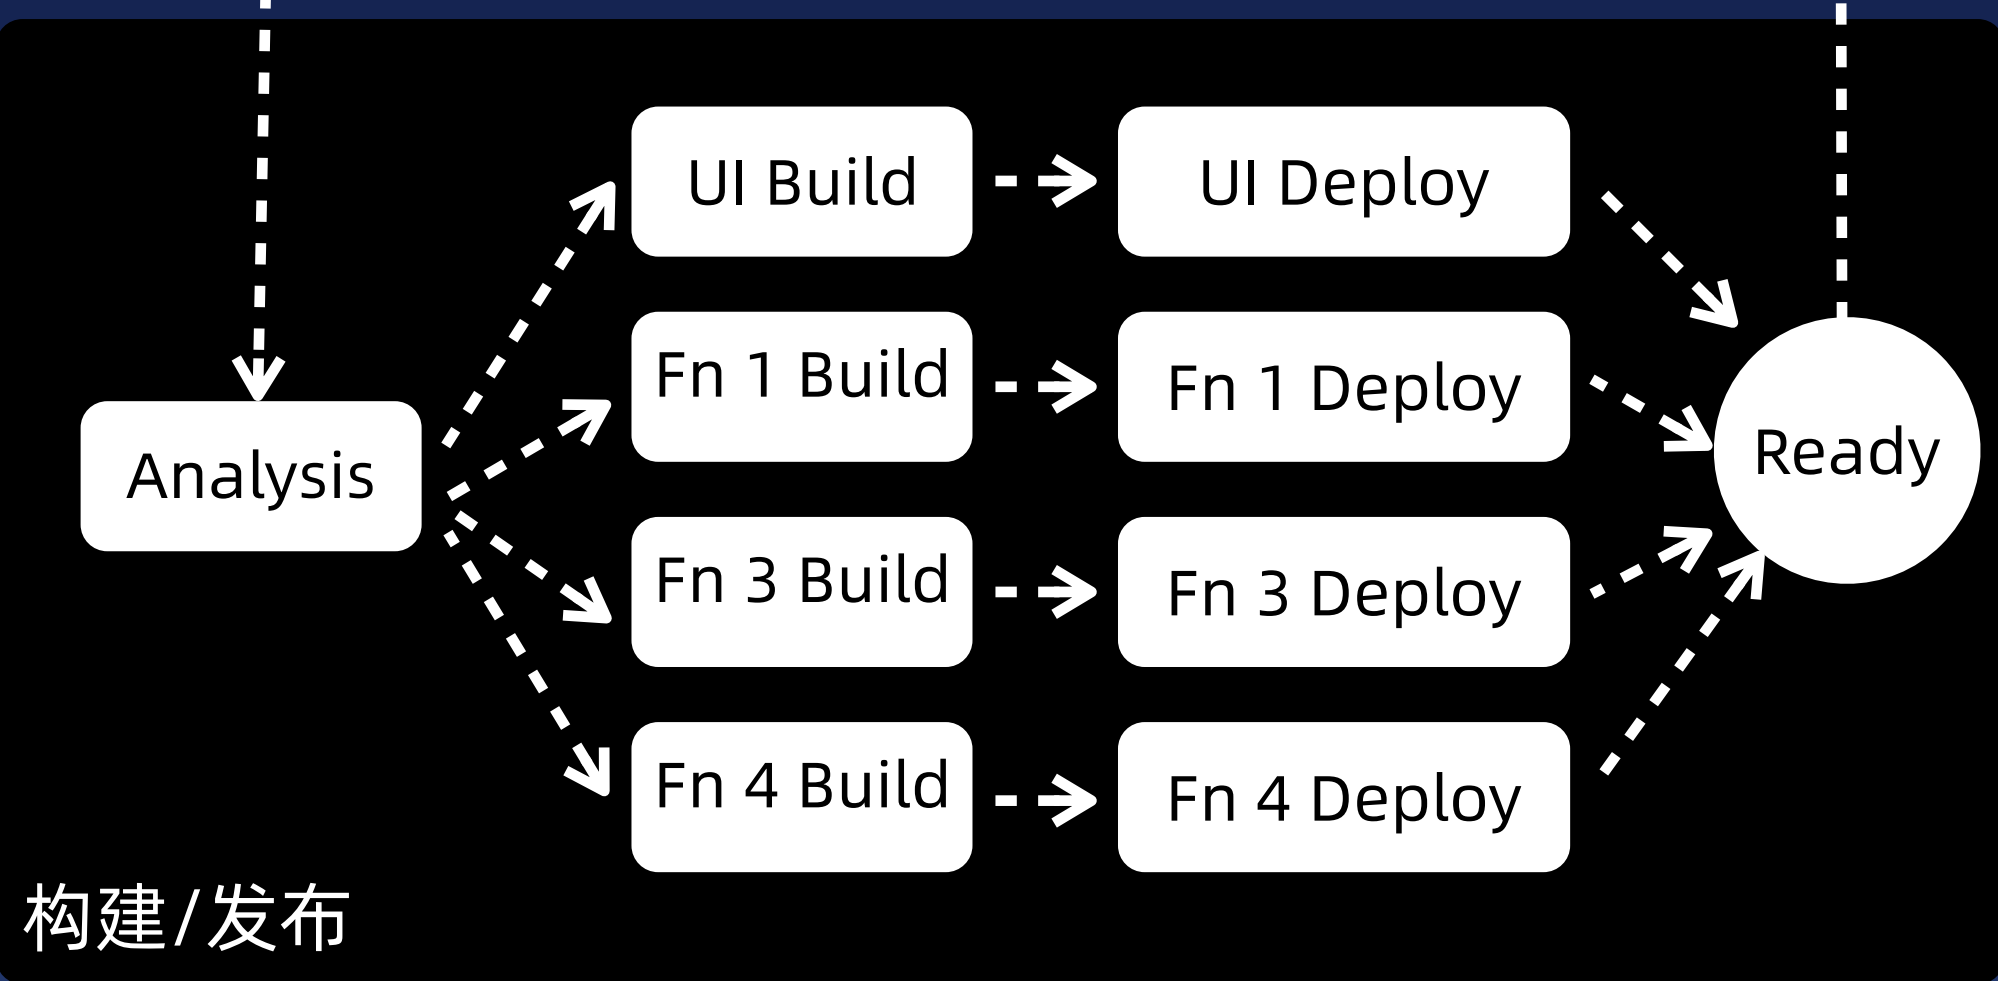 UI Build
UI Deploy
Fn 1 Build
Fn 1 Deploy
Analysis
Ready
Fn 3 Build
Fn 3 Deploy
Fn 4 Build
Fn 4 Deploy
构建/发布